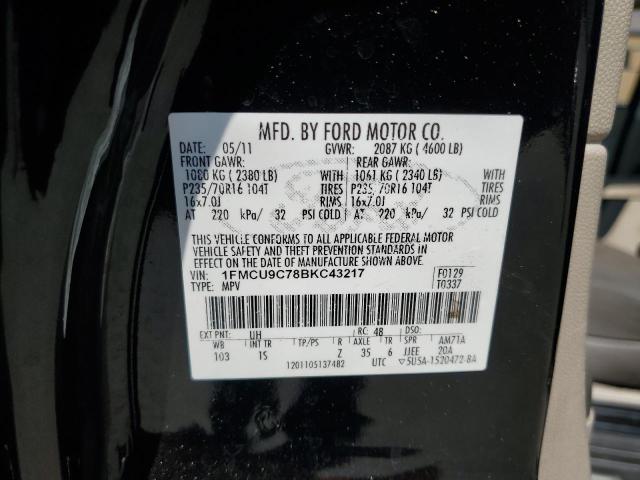 MFD. BY FORD MOTOR CO.
DATE: 05/11 GVWR: 2087 KG ( 4600 LB)
FRONT GAWR: REAR GAWR:
1080 KG ( 2380 LB) WITH 1061 KG ( 2340 LB) WITH
P235/70R16 104T TIRES P235/70R16 104T TIRES
16x7.0J RIMS 16x7.0J RIMS
AT 220 kPa/ 32 PSI COLD AT 220 kPa/ 32 PSI COLD
THIS VEHICLE CONFORMS TO ALL APPLICABLE FEDERAL MOTOR
VEHICLE SAFETY AND THEFT PREVENTION STANDARDS IN
EFFECT ON THE DATE OF MANUFACTURE SHOWN ABOVE.
VIN: 1FMCU9C78BKC43217 F0129
TYPE: MPV T0337
EXT PNT: UH RC: 48 DSO:
WB TP/PS R AXLE TR SPR AM71A
103 1S Z 35 6 JJEE 20A
1201105137482 UTC 5U5A-1520472-BA